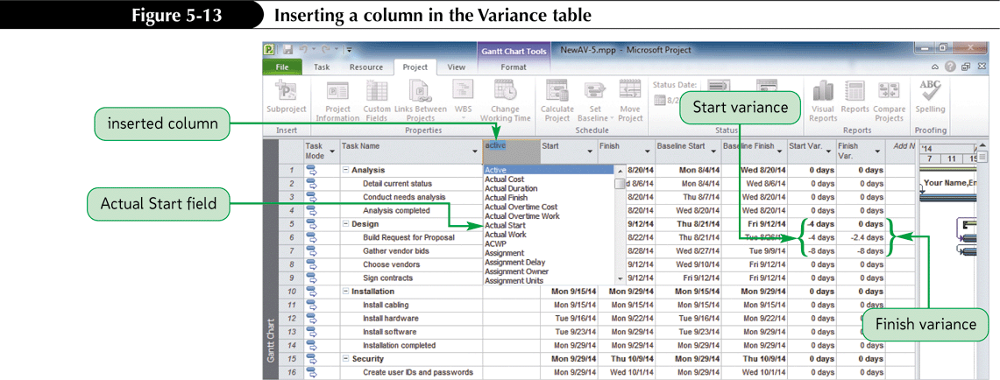 Figure 5-13 Inserting a column in the Variance table
Gantt Chart Tools NewAV-5.mpp - Microsoft Project
File Task Resource Project View Format
Subproject Project Information Custom Fields Links Between Projects WBS Change Working Time Calculate Project Set Baseline Move Project Status Date: 8/2 Visual Reports Reports Compare Projects ABC Spelling
Insert Properties Schedule Status Reports Proofing
inserted column
Start variance
Actual Start field
Finish variance
Gantt Chart
Task Mode Task Name active Start Finish Baseline Start Baseline Finish Start Var. Finish Var. Add N '14
7 11 15
1 Analysis 8/20/14 Mon 8/4/14 Wed 8/20/14 0 days 0 days
2 Detail current status d 8/6/14 Mon 8/4/14 Wed 8/6/14 0 days 0 days Your Name,En
3 Conduct needs analysis 8/20/14 Thu 8/7/14 Wed 8/20/14 0 days 0 days
4 Analysis completed 8/20/14 Wed 8/20/14 Wed 8/20/14 0 days 0 days
5 Design 9/12/14 Thu 8/21/14 Fri 9/12/14 -4 days 0 days
6 Build Request for Proposal 8/22/14 Thu 8/21/14 Tue 8/26/1 -4 days -2.4 days
7 Gather vendor bids 8/28/14 Wed 8/27/14 Tue 9/9/14 -8 days -8 days
8 Choose vendors 9/12/14 Wed 9/10/14 Fri 9/12/14 0 days 0 days
9 Sign contracts 9/12/14 Fri 9/12/14 Fri 9/12/14 0 days 0 days
Active
Actual Cost
Actual Duration
Actual Finish
Actual Overtime Cost
Actual Overtime Work
Actual Start
Actual Work
ACWP
Assignment
Assignment Delay
Assignment Owner
Assignment Units
10 Installation Mon 9/15/14 Mon 9/29/14 Mon 9/15/14 Mon 9/29/14 0 days 0 days
11 Install cabling Mon 9/15/14 Mon 9/15/14 Mon 9/15/14 Mon 9/15/14 0 days 0 days
12 Install hardware Tue 9/16/14 Mon 9/22/14 Tue 9/16/14 Mon 9/22/14 0 days 0 d
13 Install software Tue 9/23/14 Mon 9/29/14 Tue 9/23/14 Mon 9/29/14 0 days 0 d
14 Installation completed Mon 9/29/14 Mon 9/29/14 Mon 9/29/14 Mon 9/29/14 0 days 0 days
15 Security Mon 9/29/14 Thu 10/9/14 Mon 9/29/14 Thu 10/9/14 0 days 0 days
16 Create user IDs and passwords Mon 9/29/14 Wed 10/1/14 Mon 9/29/14 Wed 10/1/14 0 days 0 days